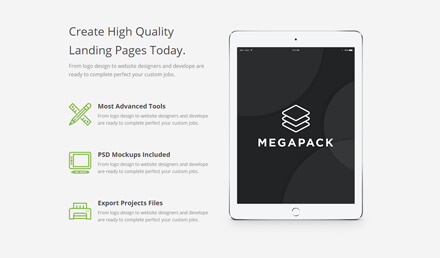 Create High Quality
Landing Pages Today.
From logo design to website designers and develope are
ready to complete perfect your custom jobs.
Most Advanced Tools
From logo design to website designers and develope
are ready to complete perfect your custom jobs.
PSD Mockups Included
From logo design to website designers and develope
are ready to complete perfect your custom jobs.
Export Projects Files
From logo design to website designers and develope
are ready to complete perfect your custom jobs.
MEGAPACK